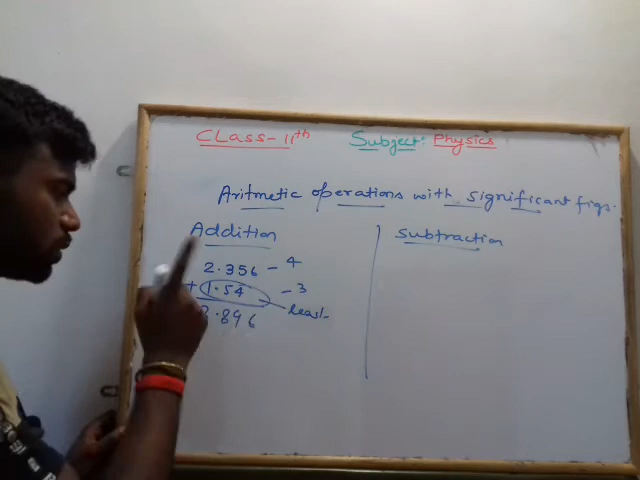 CLass-11th Subject: Physics
Aritmetic operations with significant figs.
Addition
2.356 - 4
+ 1.54 - 3
least
.896
subtraction